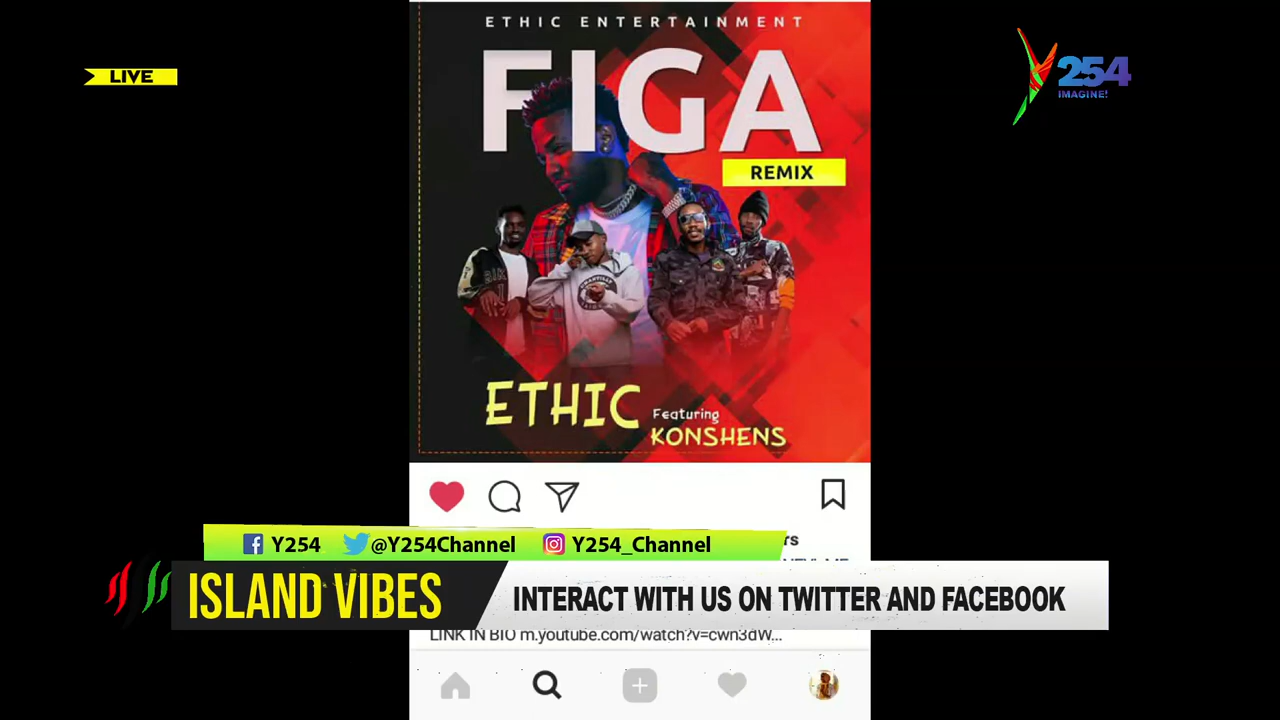 ETHIC ENTERTAINMENT
FIGA
REMIX
LIVE
254
IMAGINE!
ETHIC
Featuring
KONSHENS
Y254
@Y254Channel
Y254_Channel
ISLAND VIBES
INTERACT WITH US ON TWITTER AND FACEBOOK
LINK IN BIO m.youtube.com/watch?v=cwn3dW...